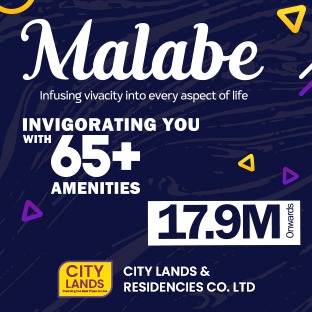 Malabe
Infusing vivacity into every aspect of life
INVIGORATING YOU
WITH 65+
AMENITIES
17.9M Onwards
CITY
LANDS
CITY LANDS &
RESIDENCIES CO. LTD